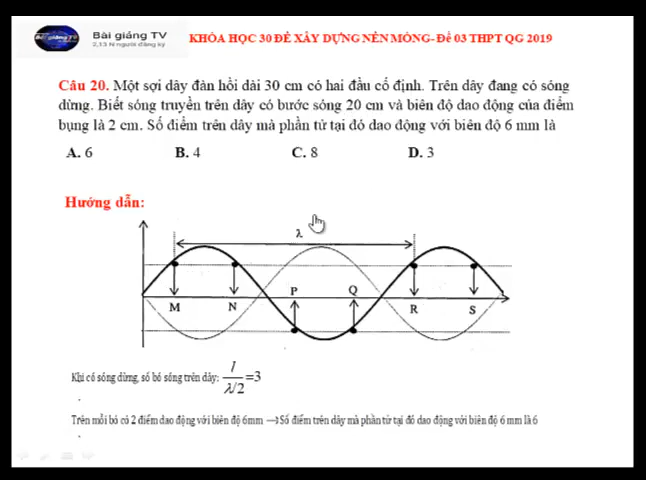 Bài giảng TV
2,13 N người đăng ký
KHÓA HỌC 30 ĐỀ XÂY DỰNG NỀN MÓNG- Đề 03 THPT QG 2019
Câu 20. Một sợi dây đàn hồi dài 30 cm có hai đầu cố định. Trên dây đang có sóng
dừng. Biết sóng truyền trên dây có bước sóng 20 cm và biên độ dao động của điểm
bụng là 2 cm. Số điểm trên dây mà phần tử tại đó dao động với biên độ 6 mm là
A. 6 B. 4 C. 8 D. 3
Hướng dẫn:
λ
P Q
M N R S
Khi có sóng dừng, số bó sóng trên dây: l/(λ/2)=3
Trên mỗi bó có 2 điểm dao động với biên độ 6mm → Số điểm trên dây mà phần tử tại đó dao động với biên độ 6 mm là 6